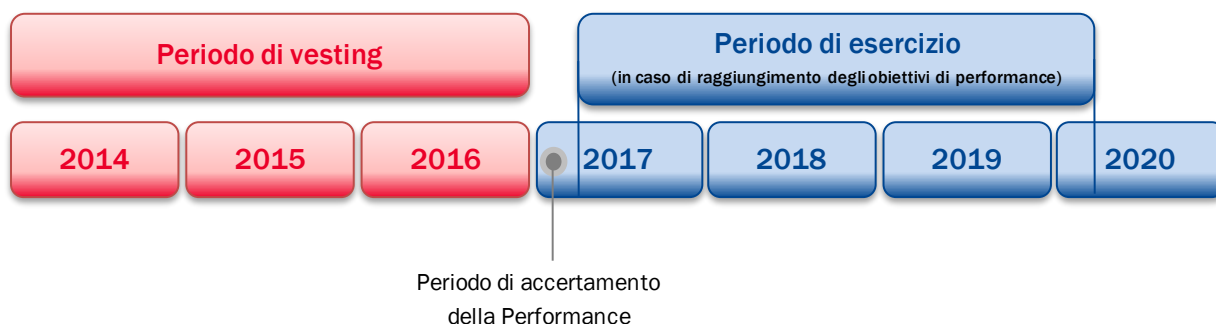 Periodo di vesting
Periodo di esercizio
(in caso di raggiungimento degli obiettivi di performance)
2014
2015
2016
2017
2018
2019
2020
Periodo di accertamento
della Performance